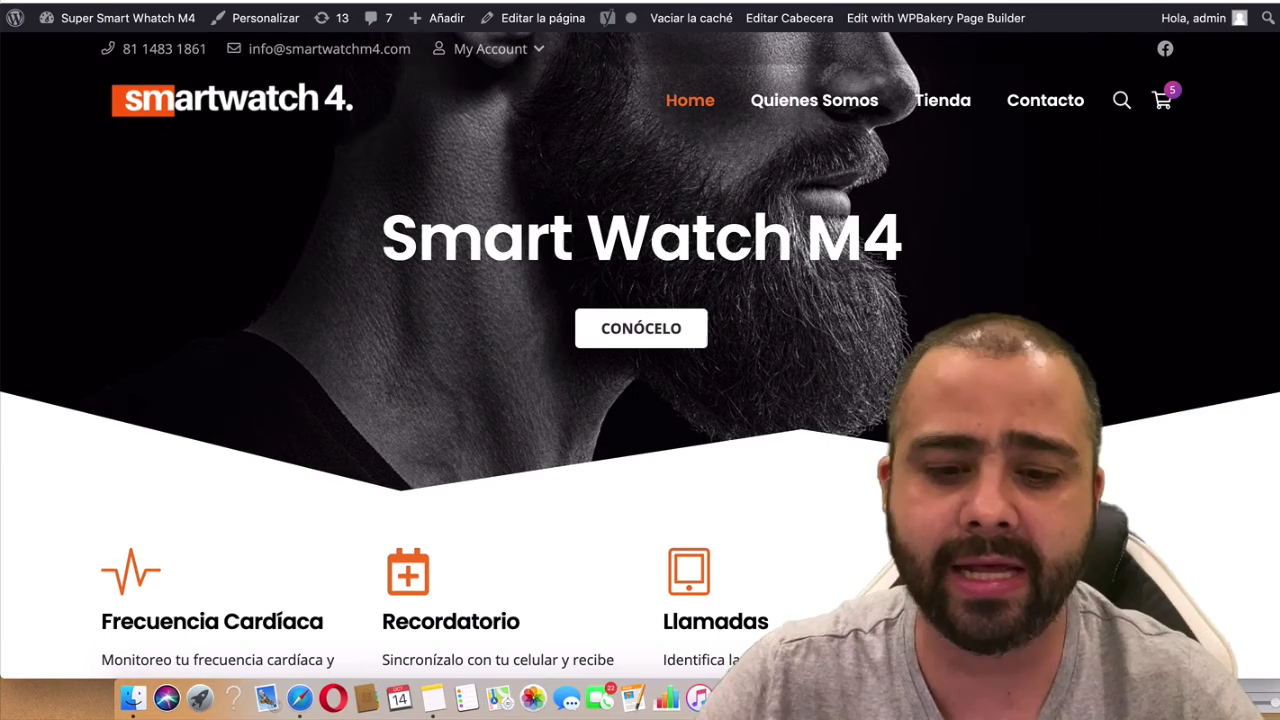 Super Smart Whatch M4 Personalizar 13 7 Añadir Editar la página Vaciar la caché Editar Cabecera Edit with WPBakery Page Builder Hola, admin
81 1483 1861 info@smartwatchm4.com My Account
smartwatch 4. Home Quienes Somos Tienda Contacto 5
Smart Watch M4
CONÓCELO
Frecuencia Cardíaca Recordatorio Llamadas
Monitoreo tu frecuencia cardíaca y Sincronízalo con tu celular y recibe Identifica
OCT
14
22